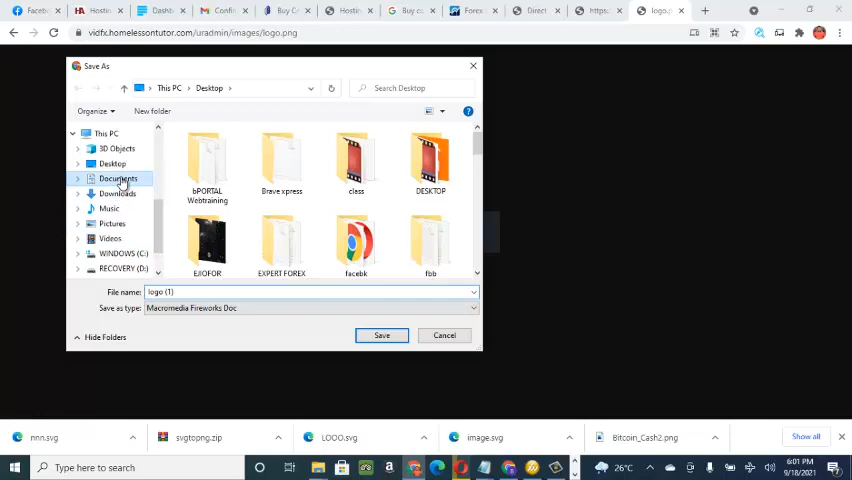 Facebo
Hostin
Dashb
Confir
Buy C
Hostin
Buy c
Forex
Direct
https:
logo.p
vidfx.homelessontutor.com/uradmin/images/logo.png
Save As
This PC
Desktop
Search Desktop
Organize
New folder
This PC
3D Objects
Desktop
Documents
Downloads
Music
Pictures
Videos
WINDOWS (C:)
RECOVERY (D:)
bPORTAL
Webtraining
Brave xpress
class
DESKTOP
EJIOFOR
EXPERT FOREX
facebk
fbb
File name:
logo (1)
Save as type:
Macromedia Fireworks Doc
Hide Folders
Save
Cancel
nnn.svg
svgtopng.zip
LOOO.svg
image.svg
Bitcoin_Cash2.png
Show all
Type here to search
26°C
6:01 PM
9/18/2021